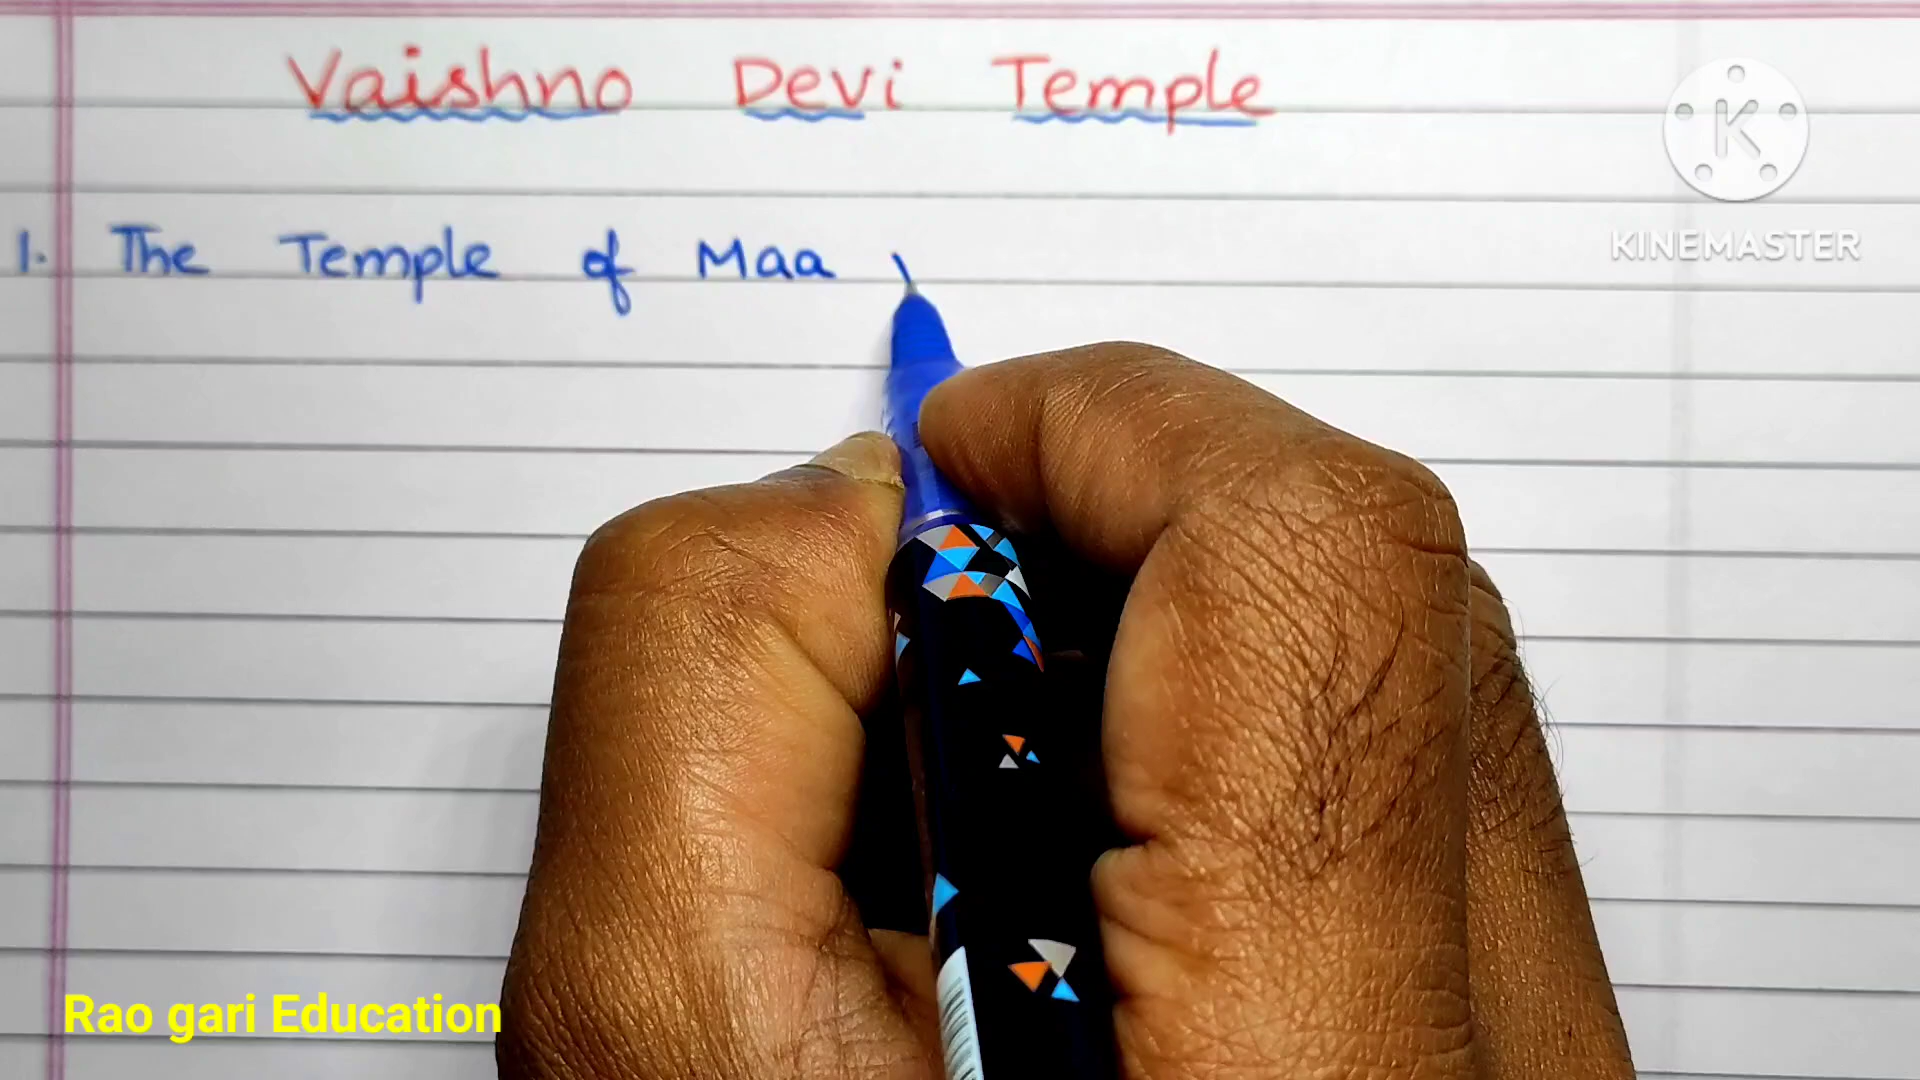 Vaishno Devi Temple
KINEMASTER
1. The Temple of Maa
Rao gari Education